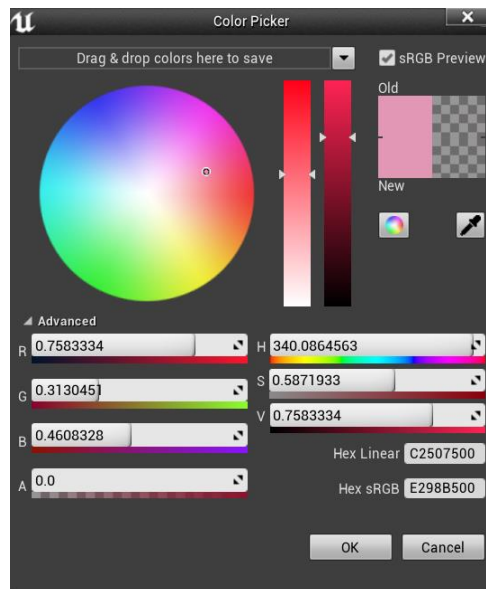 Color Picker
Drag & drop colors here to save
sRGB Preview
Old
New
Advanced
R 0.7583334
H 340.0864563
G 0.3130451
S 0.5871933
B 0.4608328
V 0.7583334
A 0.0
Hex Linear C2507500
Hex sRGB E298B500
OK Cancel